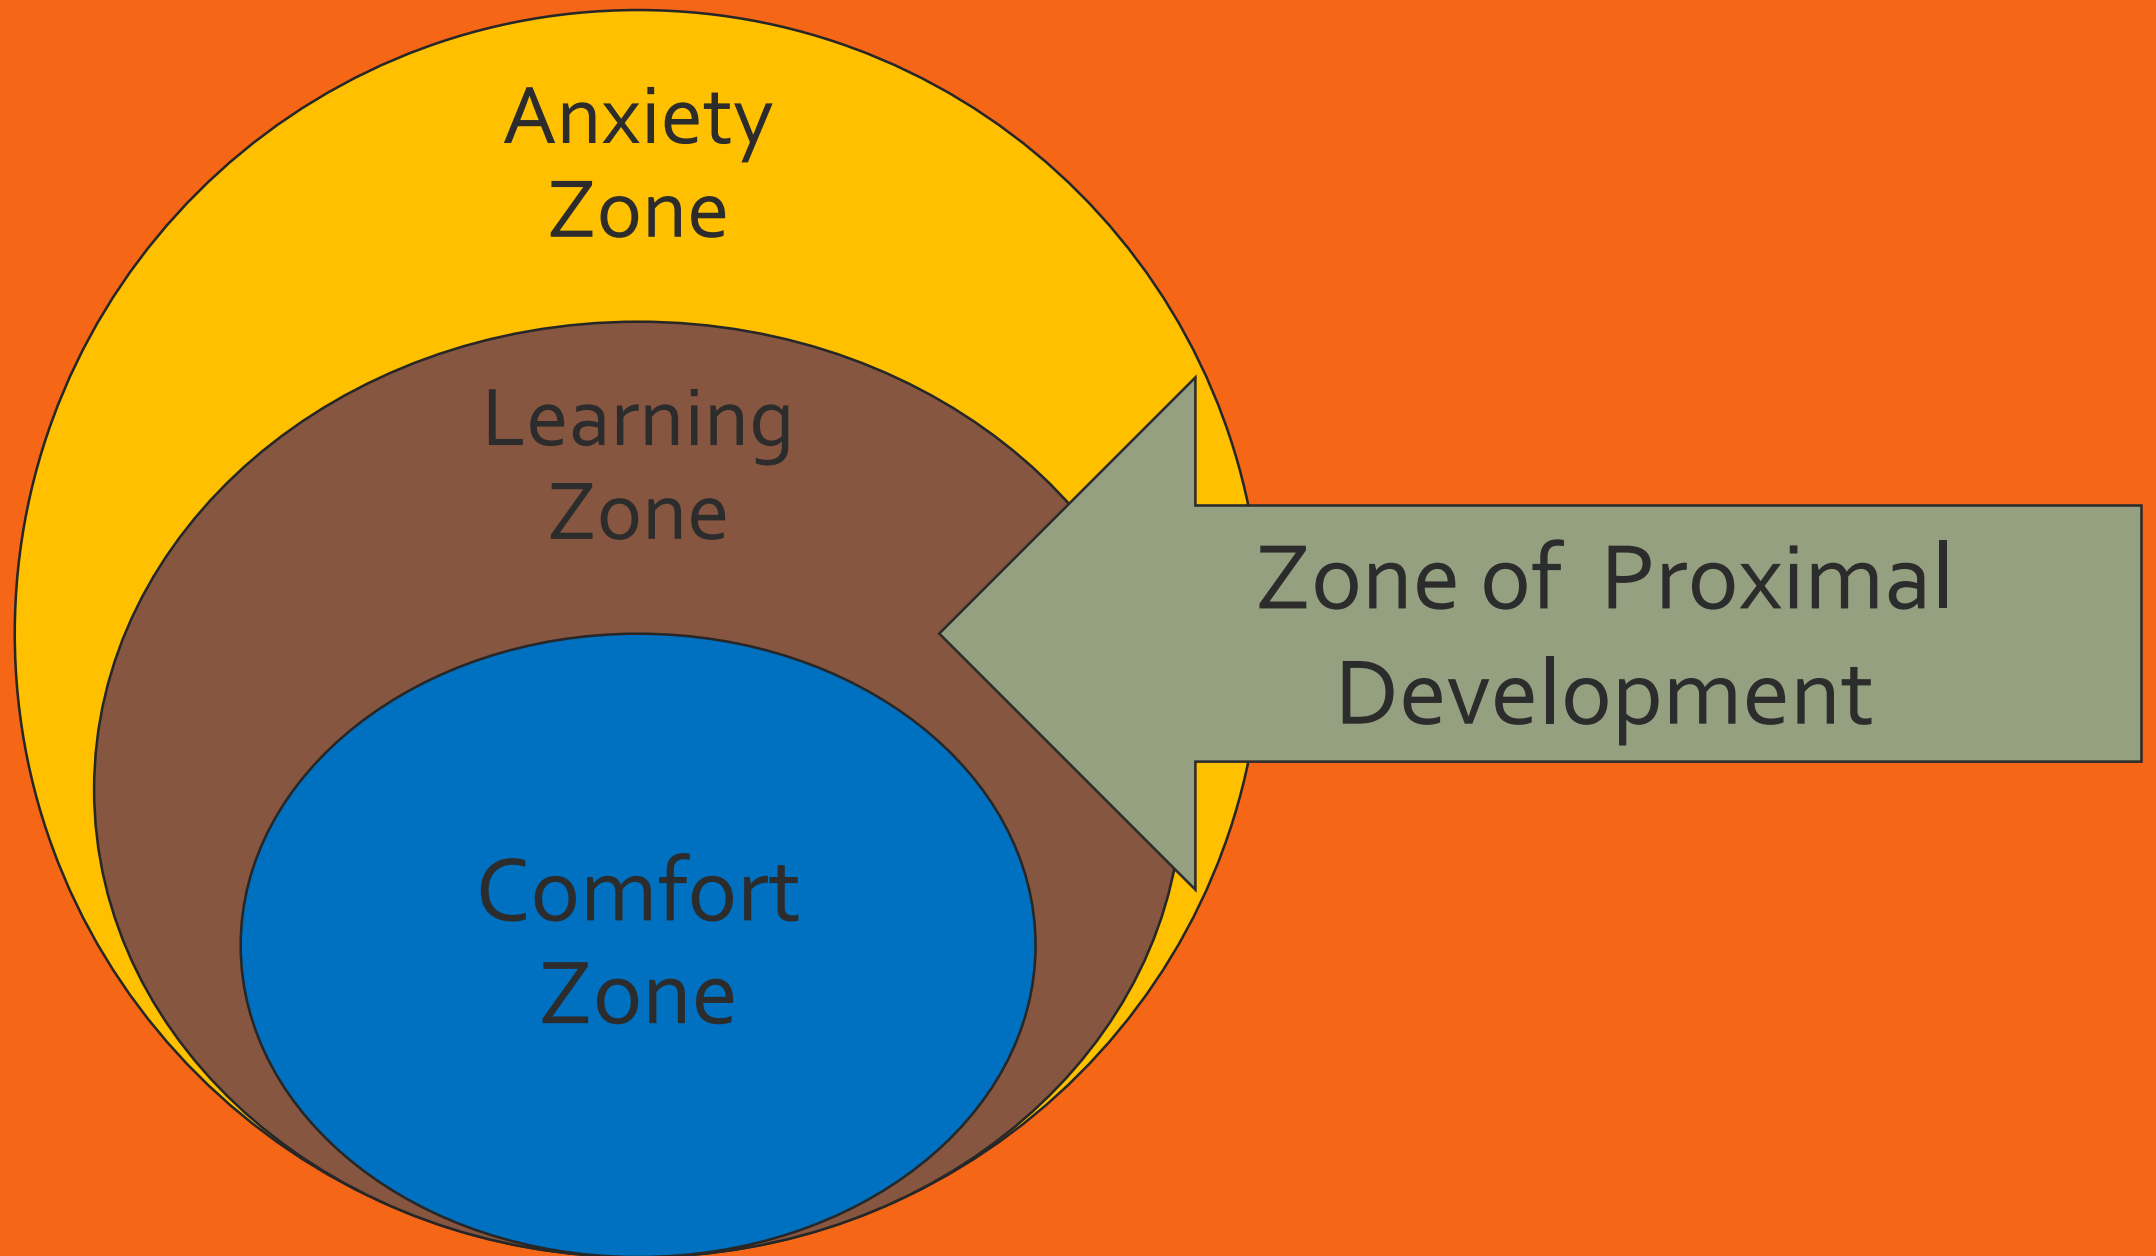 Anxiety
Zone
Learning
Zone
Comfort
Zone
Zone of  Proximal
Development